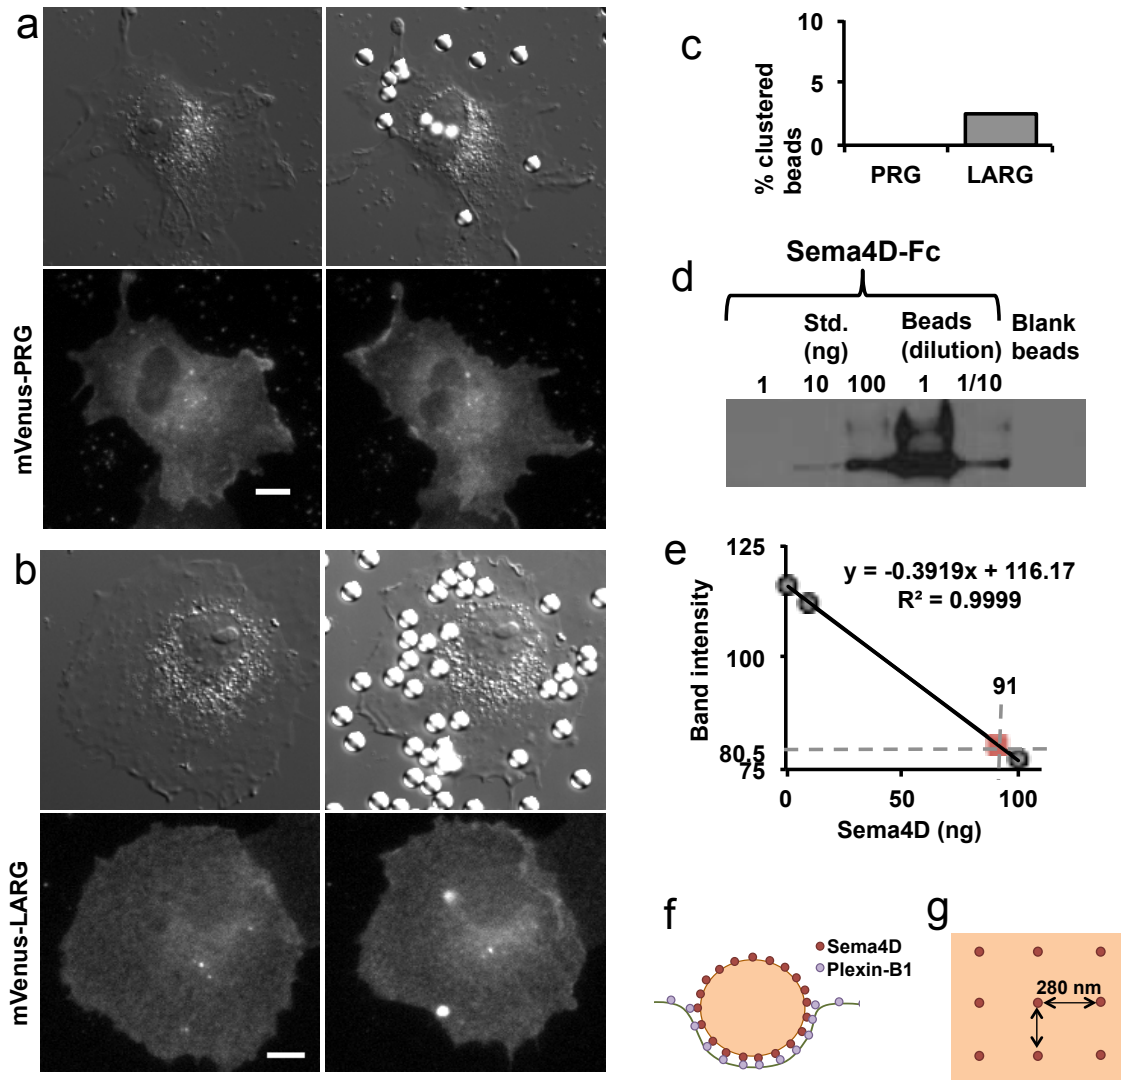 a
mVenus-PRG
b
mVenus-LARG
c
% clustered
beads
10
5
0
PRG
LARG
d
Sema4D-Fc
Std.
(ng)
Beads
(dilution)
Blank
beads
1
10
100
1
1/10
e
Band intensity
125
100
80.5
75
y = -0.3919x + 116.17
R² = 0.9999
91
0
50
100
Sema4D (ng)
f
Sema4D
Plexin-B1
g
280 nm